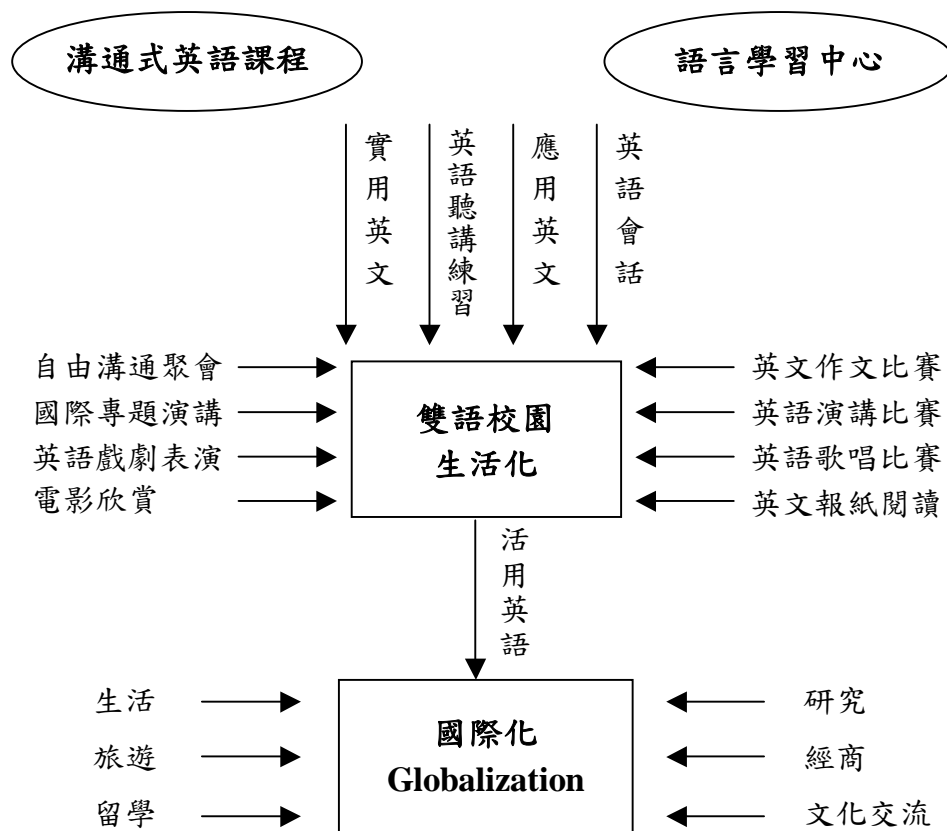 溝通式英語課程
語言學習中心
實用英文
英語聽講練習
應用英文
英語會話
自由溝通聚會
國際專題演講
英語戲劇表演
電影欣賞
雙語校園
生活化
英文作文比賽
英語演講比賽
英語歌唱比賽
英文報紙閱讀
活用英語
生活
旅遊
留學
國際化
Globalization
研究
經商
文化交流